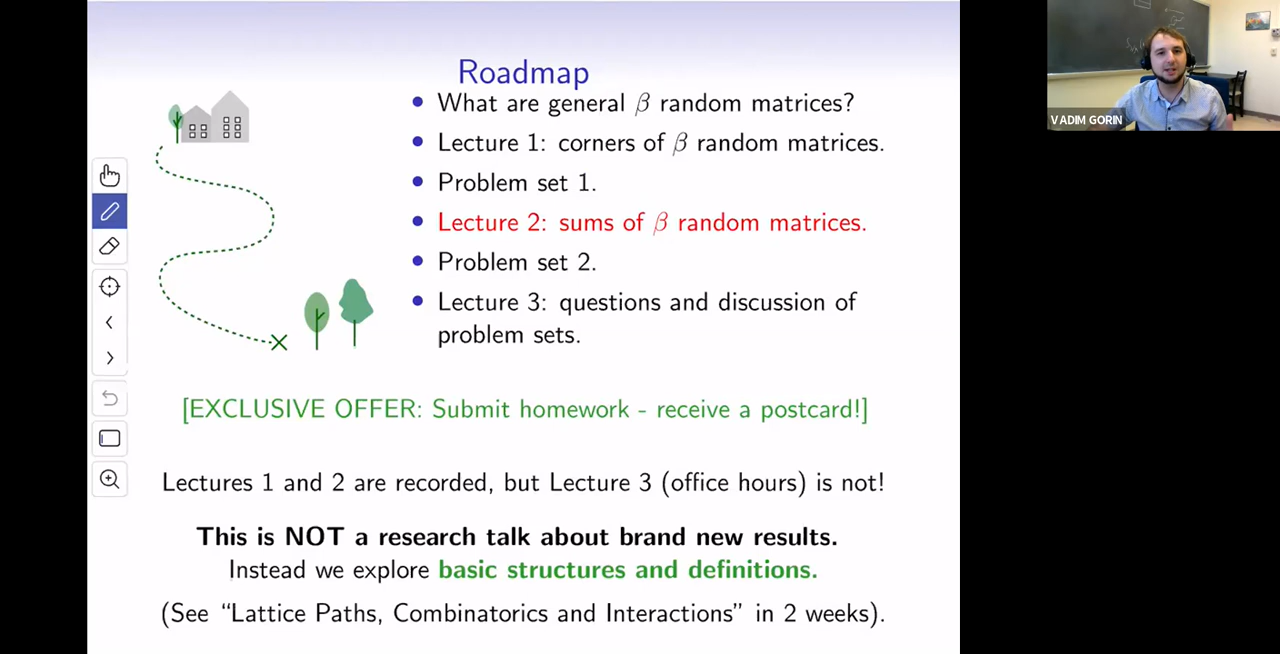 Roadmap
• What are general β random matrices?
• Lecture 1: corners of β random matrices.
• Problem set 1.
• Lecture 2: sums of β random matrices.
• Problem set 2.
• Lecture 3: questions and discussion of
problem sets.
[EXCLUSIVE OFFER: Submit homework - receive a postcard!]
Lectures 1 and 2 are recorded, but Lecture 3 (office hours) is not!
This is NOT a research talk about brand new results.
Instead we explore basic structures and definitions.
(See “Lattice Paths, Combinatorics and Interactions” in 2 weeks).
VADIM GORIN